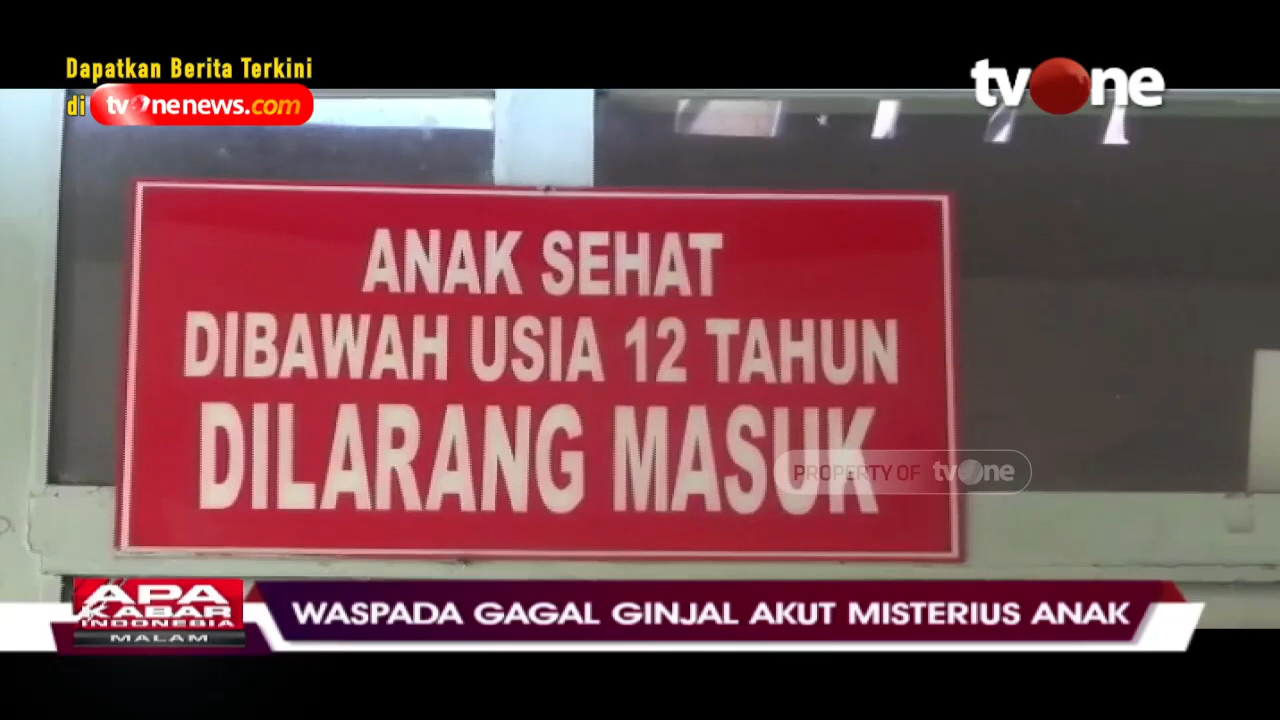 Dapatkan Berita Terkini
di tvOnenews.com
tvOne
ANAK SEHAT
DIBAWAH USIA 12 TAHUN
DILARANG MASUK
PROPERTY OF tvOne
APA KABAR INDONESIA MALAM
WASPADA GAGAL GINJAL AKUT MISTERIUS ANAK